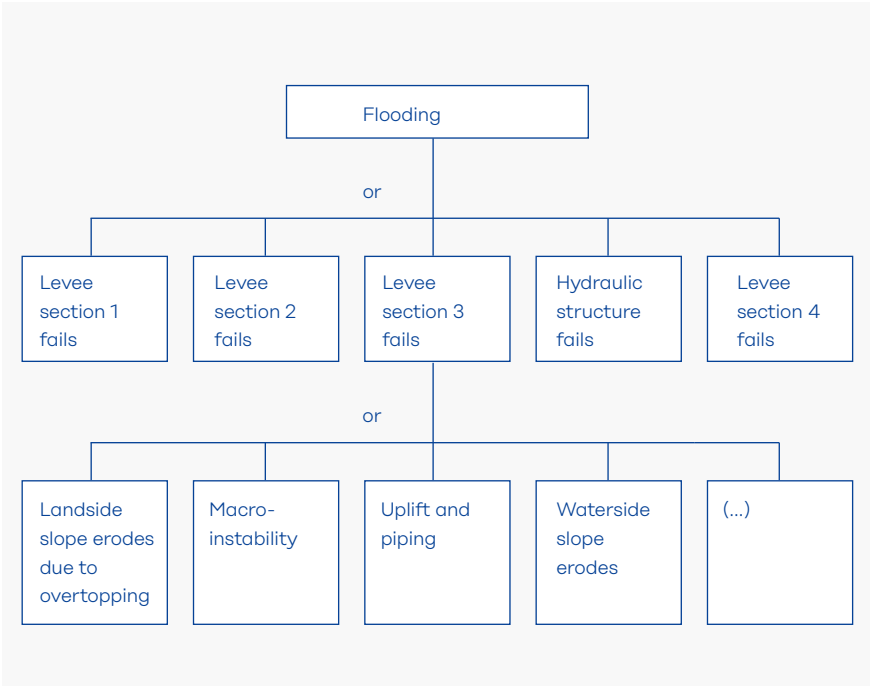 Flooding
or
Levee
section 1
fails
Levee
section 2
fails
Levee
section 3
fails
Hydraulic
structure
fails
Levee
section 4
fails
or
Landside
slope erodes
due to
overtopping
Macro-
instability
Uplift and
piping
Waterside
slope
erodes
(...)